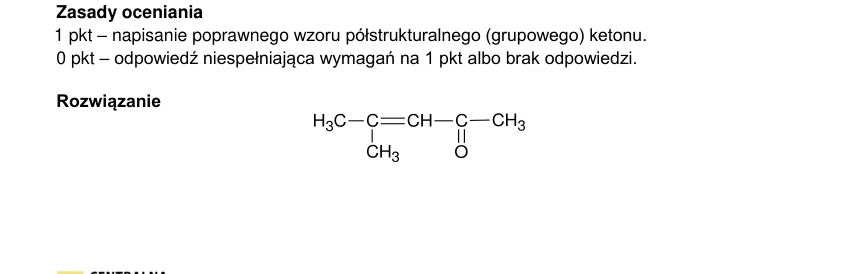 Zasady oceniania
1 pkt – napisanie poprawnego wzoru półstrukturalnego (grupowego) ketonu.
0 pkt – odpowiedź niespełniająca wymagań na 1 pkt albo brak odpowiedzi.
Rozwiązanie
H3C—C=CH—C—CH3
CH3 O
CENTRALNA